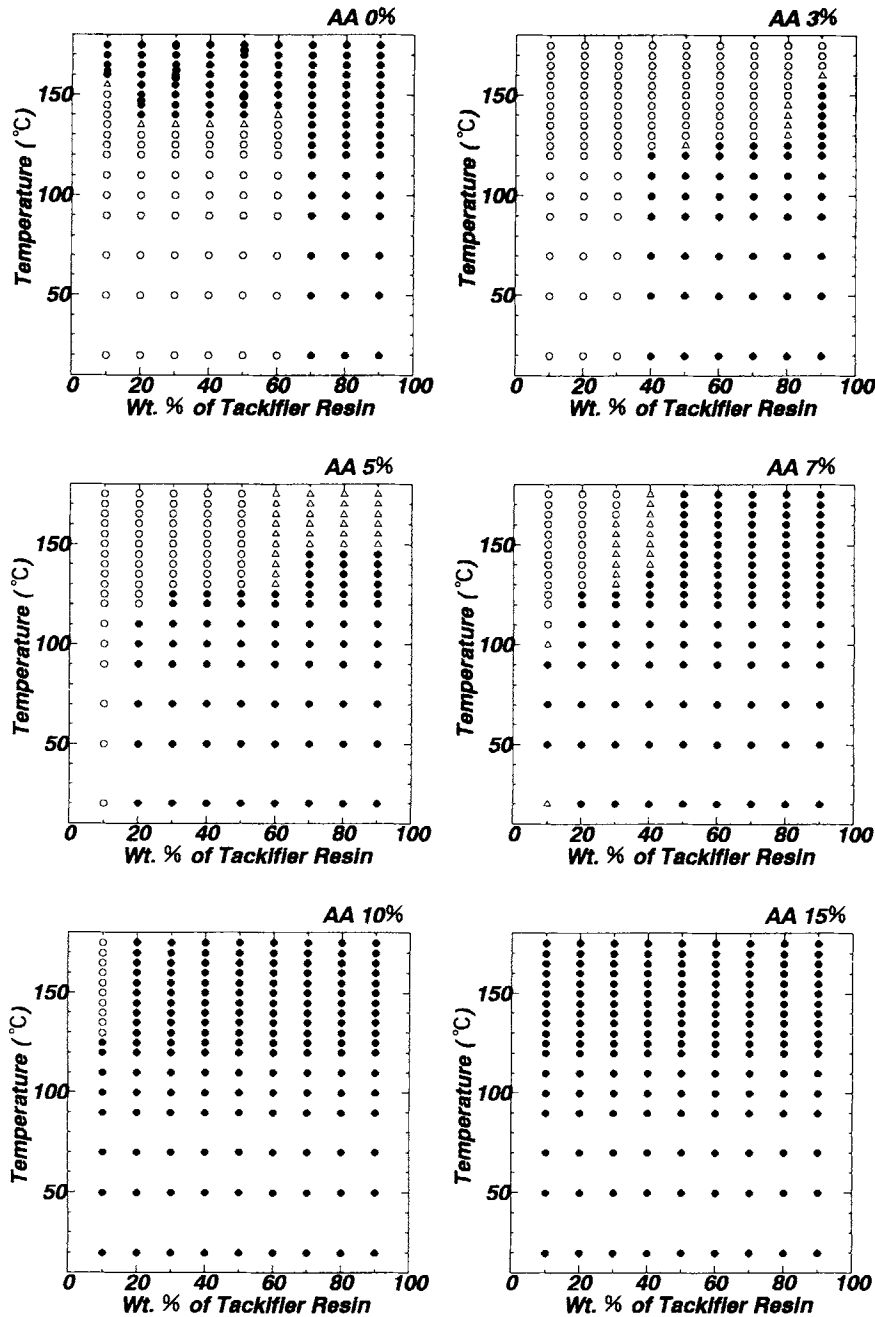 AA 0%
AA 3%
150
100
50
Temperature (°C)
0 20 40 60 80 100
Wt. % of Tackifier Resin
150
100
50
Temperature (°C)
0 20 40 60 80 100
Wt. % of Tackifier Resin
AA 5%
AA 7%
150
100
50
Temperature (°C)
0 20 40 60 80 100
Wt. % of Tackifier Resin
150
100
50
Temperature (°C)
0 20 40 60 80 100
Wt. % of Tackifier Resin
AA 10%
AA 15%
150
100
50
Temperature (°C)
0 20 40 60 80 100
Wt. % of Tackifier Resin
150
100
50
Temperature (°C)
0 20 40 60 80 100
Wt. % of Tackifier Resin